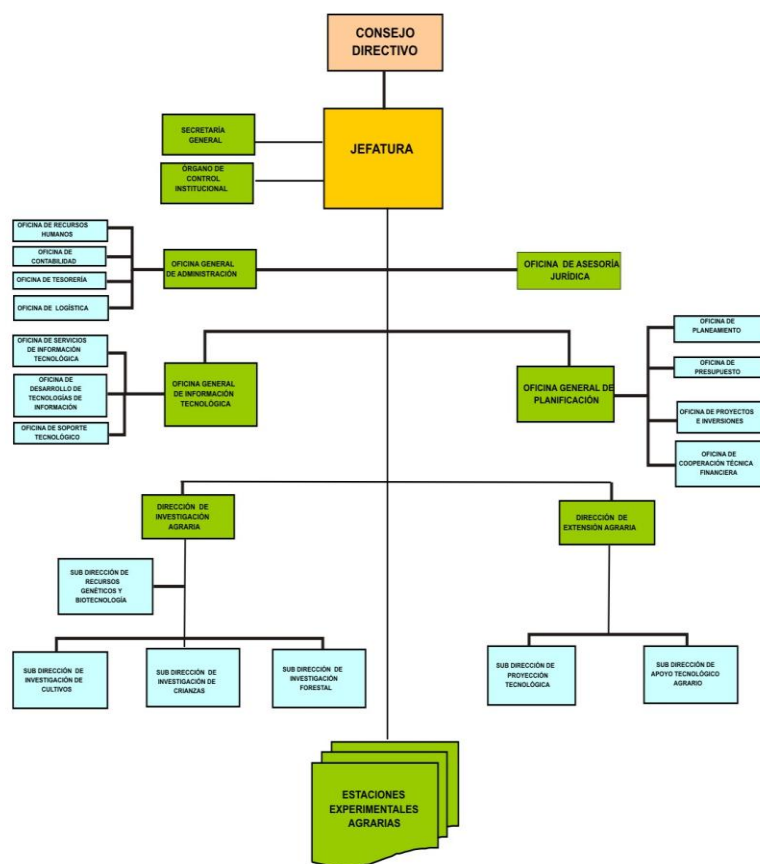 CONSEJO
DIRECTIVO
JEFATURA
SECRETARÍA
GENERAL
ÓRGANO DE
CONTROL
INSTITUCIONAL
OFICINA DE RECURSOS
HUMANOS
OFICINA DE
CONTABILIDAD
OFICINA DE TESORERÍA
OFICINA DE LOGÍSTICA
OFICINA GENERAL
DE ADMINISTRACIÓN
OFICINA DE ASESORÍA
JURÍDICA
OFICINA DE SERVICIOS
DE INFORMACIÓN
TECNOLÓGICA
OFICINA DE
DESARROLLO DE
TECNOLOGÍAS DE
INFORMACIÓN
OFICINA DE SOPORTE
TECNOLÓGICO
OFICINA GENERAL
DE INFORMACIÓN
TECNOLÓGICA
OFICINA GENERAL DE
PLANIFICACIÓN
OFICINA DE
PLANEAMIENTO
OFICINA DE
PRESUPUESTO
OFICINA DE PROYECTOS
E INVERSIONES
OFICINA DE
COOPERACIÓN TÉCNICA
FINANCIERA
DIRECCIÓN DE
INVESTIGACIÓN
AGRARIA
DIRECCIÓN DE
EXTENSIÓN AGRARIA
SUB DIRECCIÓN DE
RECURSOS
GENÉTICOS Y
BIOTECNOLOGÍA
SUB DIRECCIÓN DE
INVESTIGACIÓN DE
CULTIVOS
SUB DIRECCIÓN DE
INVESTIGACIÓN DE
CRIANZAS
SUB DIRECCIÓN DE
INVESTIGACIÓN
FORESTAL
SUB DIRECCIÓN DE
PROYECCIÓN
TECNOLÓGICA
SUB DIRECCIÓN DE
APOYO TECNOLÓGICO
AGRARIO
ESTACIONES
EXPERIMENTALES
AGRARIAS